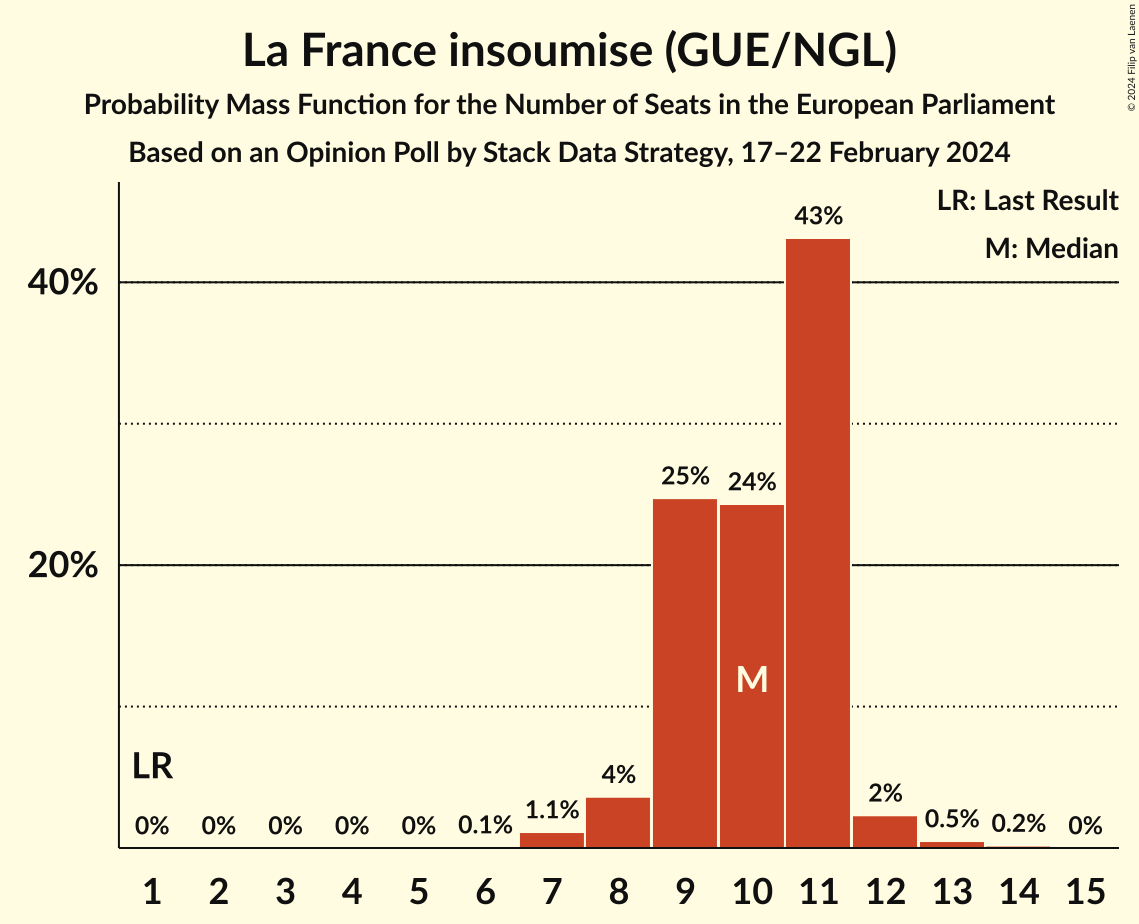 La France insoumise (GUE/NGL)
Probability Mass Function for the Number of Seats in the European Parliament
Based on an Opinion Poll by Stack Data Strategy, 17–22 February 2024
© 2024 Filip van Laenen
LR: Last Result
M: Median
43%
40%
25%
24%
20%
M
LR
4%
2%
1.1%
0.5%
0.2%
0%
0%
0%
0%
0%
0.1%
0%
1 2 3 4 5 6 7 8 9 10 11 12 13 14 15